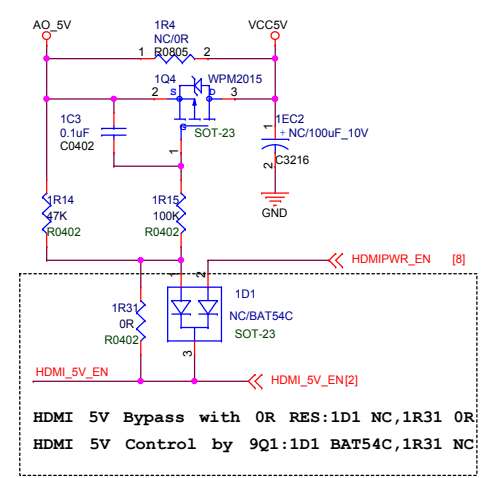 AO_5V
1R4
VCC5V
NC/0R
1 R0805 2
1Q4 WPM2015
2 S D 3
G
SOT-23
1
1C3
0.1uF
C0402
1EC2
1
+ NC/100uF_10V
C3216
2
GND
1R14
47K
R0402
1R15
100K
R0402
HDMIPWR_EN [8]
1 2
1D1
NC/BAT54C
SOT-23
3
1R31
0R
R0402
HDMI_5V_EN
HDMI_5V_EN[2]
HDMI 5V Bypass with 0R RES:1D1 NC,1R31 0R
HDMI 5V Control by 9Q1:1D1 BAT54C,1R31 NC